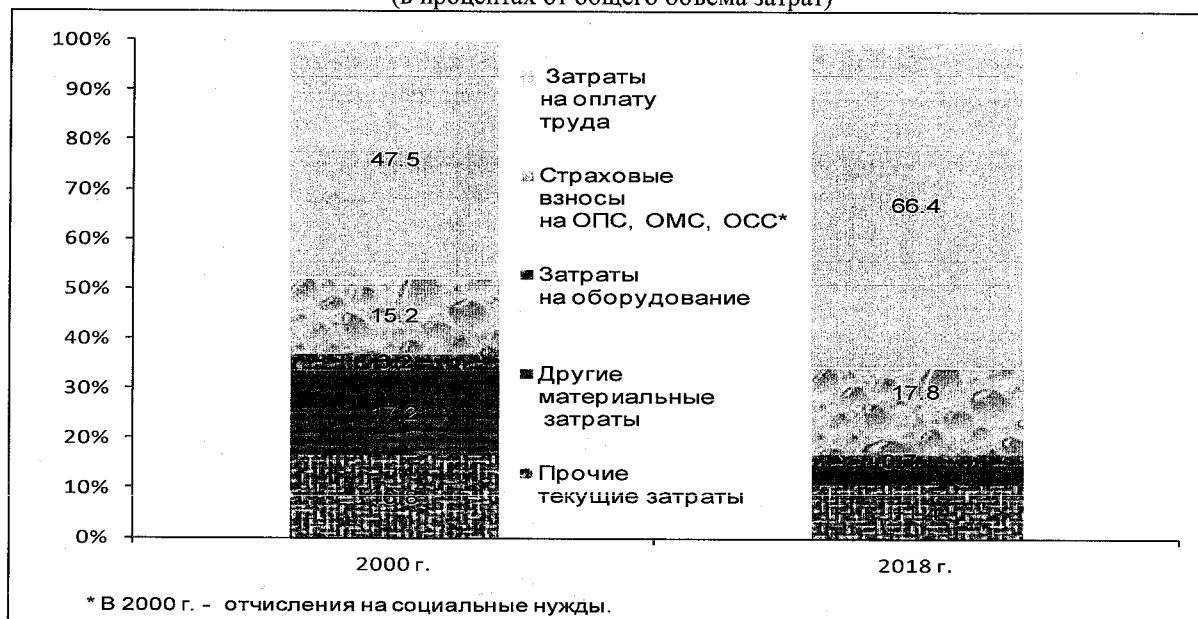 (в процентах от общего объема затрат)
100%
90%
80%
70%
60%
50%
40%
30%
20%
10%
0%
47.5
15.2
17.2
Затраты
на оплату
труда
Страховые
взносы
на ОПС, ОМС, ОСС*
Затраты
на оборудование
Другие
материальные
затраты
Прочие
текущие затраты
66.4
17.8
2000 г.
2018 г.
* В 2000 г. - отчисления на социальные нужды.